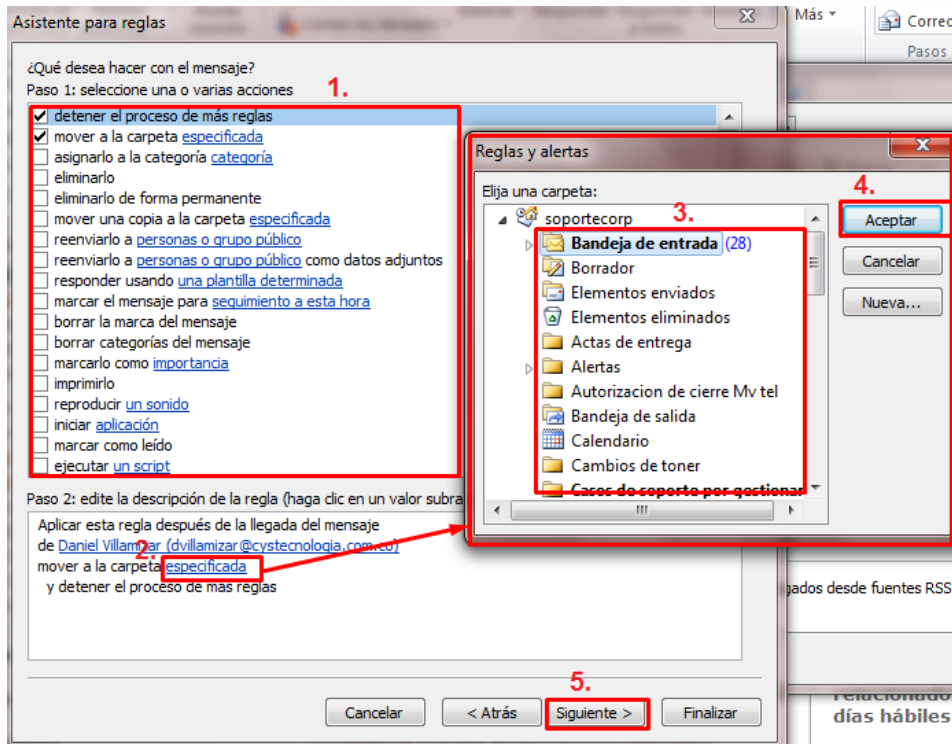 Asistente para reglas
Más
Correo
Pasos
¿Qué desea hacer con el mensaje?
Paso 1: seleccione una o varias acciones
1.
detener el proceso de más reglas
mover a la carpeta especificada
asignarlo a la categoría categoría
eliminarlo
eliminarlo de forma permanente
mover una copia a la carpeta especificada
reenviarlo a personas o grupo público
reenviarlo a personas o grupo público como datos adjuntos
responder usando una plantilla determinada
marcar el mensaje para seguimiento a esta hora
borrar la marca del mensaje
borrar categorías del mensaje
marcarlo como importancia
imprimirlo
reproducir un sonido
iniciar aplicación
marcar como leído
ejecutar un script
Reglas y alertas
Elija una carpeta:
3.
4.
soportecorp
Bandeja de entrada (28)
Borrador
Elementos enviados
Elementos eliminados
Actas de entrega
Alertas
Autorizacion de cierre Mv tel
Bandeja de salida
Calendario
Cambios de toner
Casos de soporte por gestionar
Aceptar
Cancelar
Nueva...
Paso 2: edite la descripción de la regla (haga clic en un valor subra
Aplicar esta regla después de la llegada del mensaje
de Daniel Villamizar (dvillamizar@cystecnologia.com.co)
2.
mover a la carpeta especificada
y detener el proceso de más reglas
gados desde fuentes RSS
5.
Cancelar
< Atrás
Siguiente >
Finalizar
relacionado
días hábiles